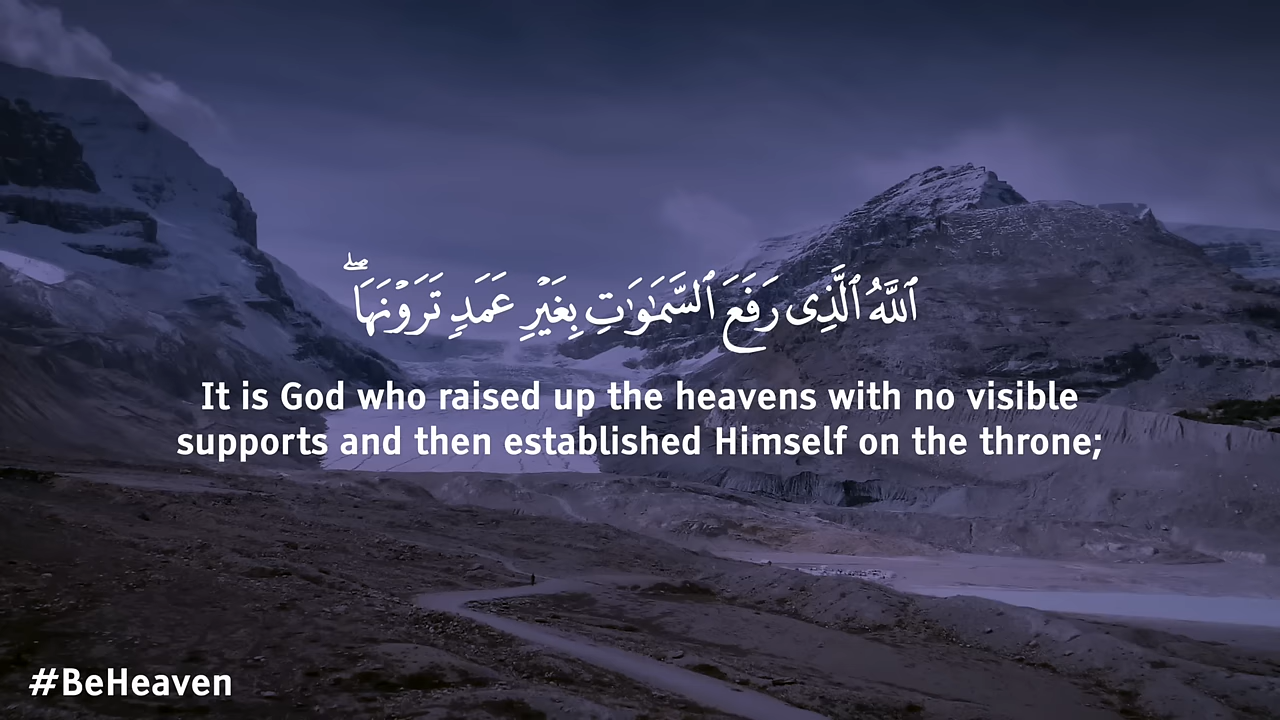 ٱللَّهُ ٱلَّذِى رَفَعَ ٱلسَّمَـٰوَٰتِ بِغَيْرِ عَمَدٍ تَرَوْنَهَا ۖ
It is God who raised up the heavens with no visible
supports and then established Himself on the throne;
#BeHeaven